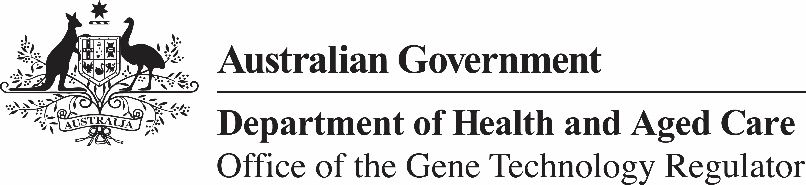 AUSTRALIA
Australian Government
Department of Health and Aged Care
Office of the Gene Technology Regulator